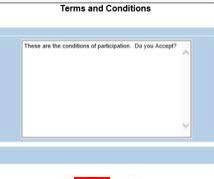 Terms and Conditions
These are the conditions of participation. Do you Accept?